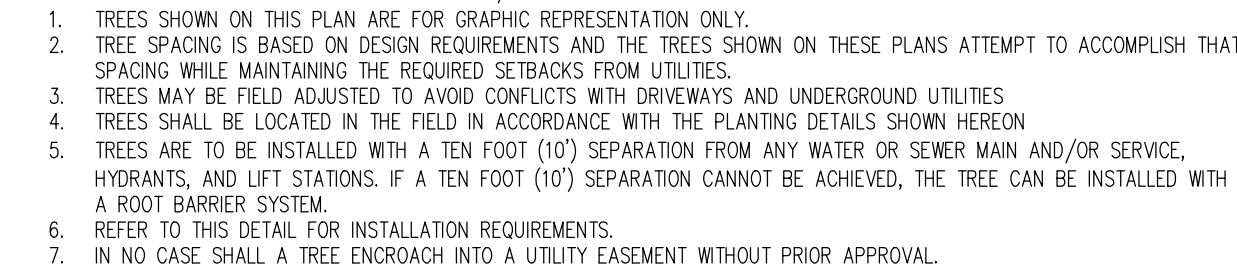 1. TREES SHOWN ON THIS PLAN ARE FOR GRAPHIC REPRESENTATION ONLY.
2. TREE SPACING IS BASED ON DESIGN REQUIREMENTS AND THE TREES SHOWN ON THESE PLANS ATTEMPT TO ACCOMPLISH THAT
SPACING WHILE MAINTAINING THE REQUIRED SETBACKS FROM UTILITIES.
3. TREES MAY BE FIELD ADJUSTED TO AVOID CONFLICTS WITH DRIVEWAYS AND UNDERGROUND UTILITIES
4. TREES SHALL BE LOCATED IN THE FIELD IN ACCORDANCE WITH THE PLANTING DETAILS SHOWN HEREON
5. TREES ARE TO BE INSTALLED WITH A TEN FOOT (10') SEPARATION FROM ANY WATER OR SEWER MAIN AND/OR SERVICE,
HYDRANTS, AND LIFT STATIONS. IF A TEN FOOT (10') SEPARATION CANNOT BE ACHIEVED, THE TREE CAN BE INSTALLED WITH
A ROOT BARRIER SYSTEM.
6. REFER TO THIS DETAIL FOR INSTALLATION REQUIREMENTS.
7. IN NO CASE SHALL A TREE ENCROACH INTO A UTILITY EASEMENT WITHOUT PRIOR APPROVAL.